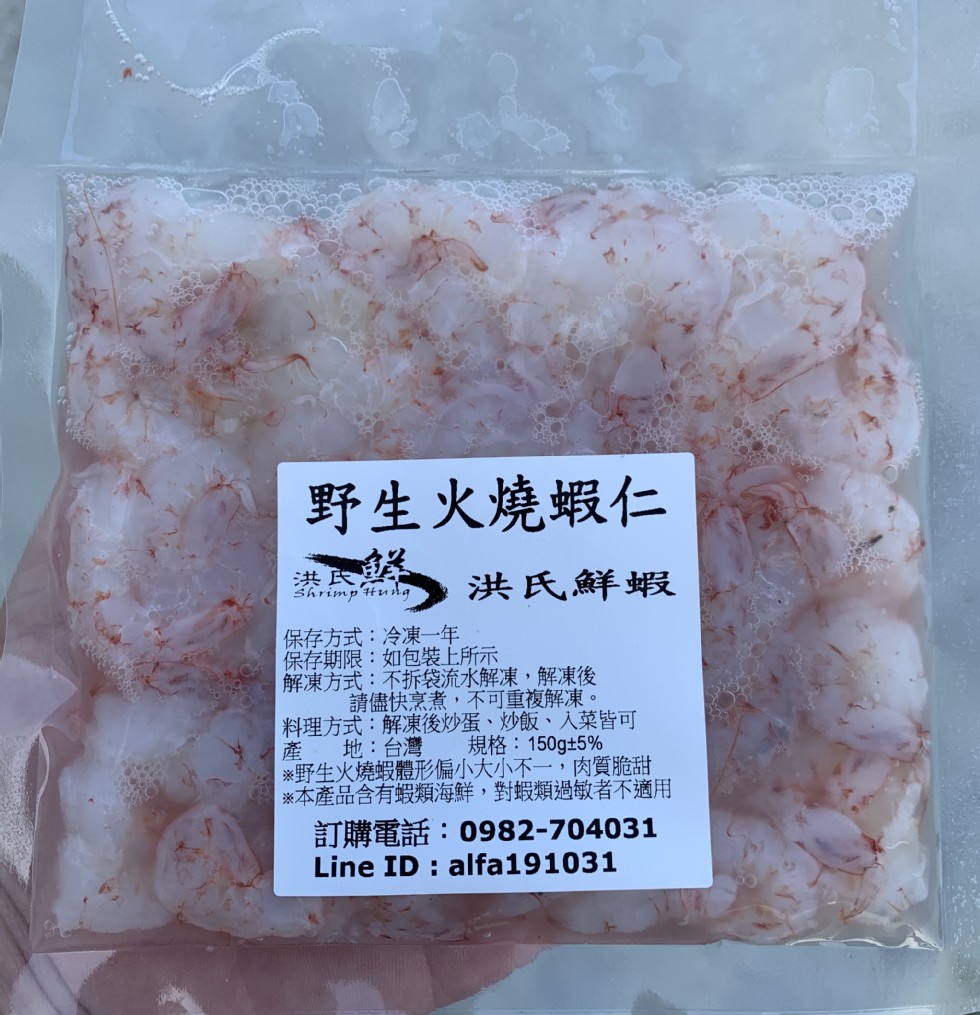 野生火燒蝦仁
洪氏鮮
Shrimp Hung
洪氏鮮蝦
保存方式：冷凍一年
保存期限：如包裝上所示
解凍方式：不拆袋流水解凍，解凍後
請儘快烹煮，不可重複解凍。
料理方式：解凍後炒蛋、炒飯、入菜皆可
產 地：台灣 規格：150g±5%
※野生火燒蝦體形偏小大小不一，肉質脆甜
※本產品含有蝦類海鮮，對蝦類過敏者不適用
訂購電話：0982-704031
Line ID : alfa191031